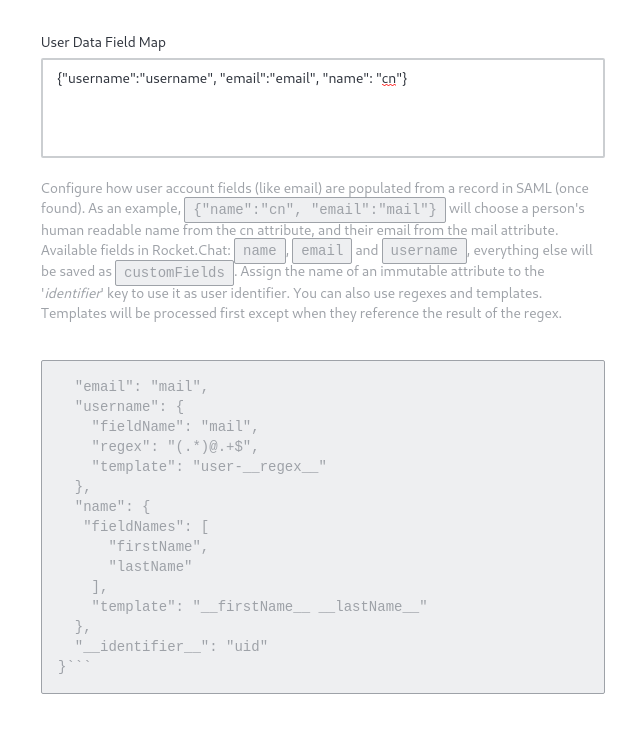 User Data Field Map
{"username":"username", "email":"email", "name": "cn"}
Configure how user account fields (like email) are populated from a record in SAML (once
found). As an example, {"name":"cn", "email":"mail"} will choose a person's
human readable name from the cn attribute, and their email from the mail attribute.
Available fields in Rocket.Chat: name, email and username, everything else will
be saved as customFields. Assign the name of an immutable attribute to the
'identifier' key to use it as user identifier. You can also use regexes and templates.
Templates will be processed first except when they reference the result of the regex.
"email": "mail",
"username": {
"fieldName": "mail",
"regex": "(.*)@.+$",
"template": "user-__regex__"
},
"name": {
"fieldNames": [
"firstName",
"lastName"
],
"template": "__firstName__ __lastName__"
},
"__identifier__": "uid"
}```